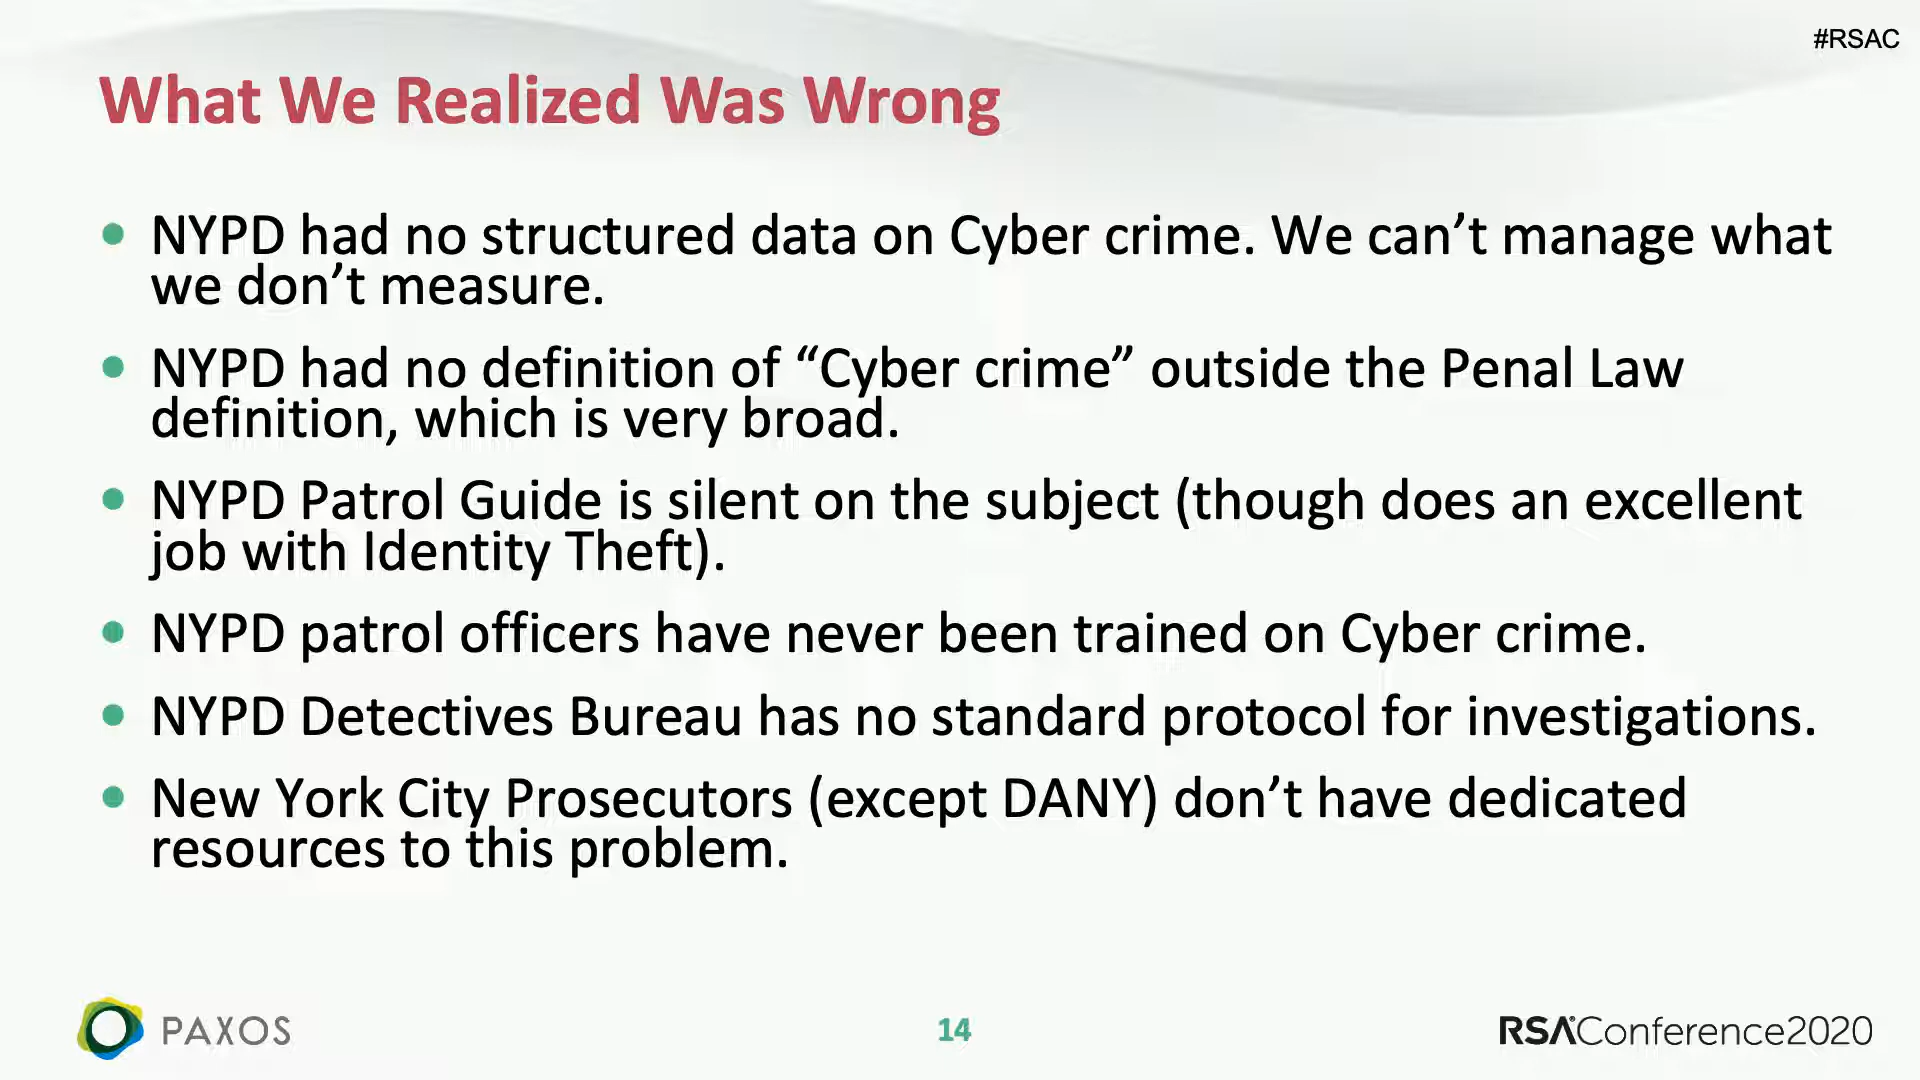 #RSAC
What We Realized Was Wrong
• NYPD had no structured data on Cyber crime. We can’t manage what
we don’t measure.
• NYPD had no definition of “Cyber crime” outside the Penal Law
definition, which is very broad.
• NYPD Patrol Guide is silent on the subject (though does an excellent
job with Identity Theft).
• NYPD patrol officers have never been trained on Cyber crime.
• NYPD Detectives Bureau has no standard protocol for investigations.
• New York City Prosecutors (except DANY) don’t have dedicated
resources to this problem.
PAXOS
14
RSA Conference2020